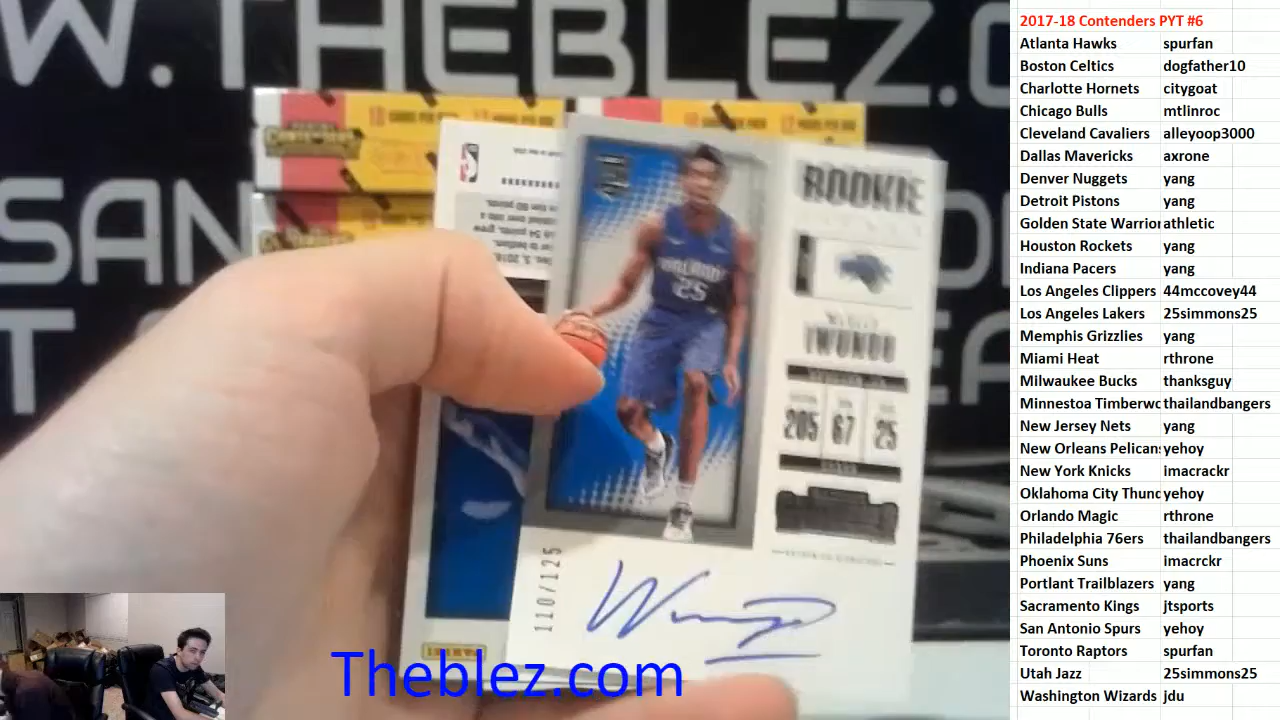 W.THEBLEZ.C
SAN
ROOKIE
IWUNDU
ORLANDO
25
205 67 25
110/125
Theblez.com
2017-18 Contenders PYT #6
Atlanta Hawks spurfan
Boston Celtics dogfather10
Charlotte Hornets citygoat
Chicago Bulls mtlinroc
Cleveland Cavaliers alleyoop3000
Dallas Mavericks axrone
Denver Nuggets yang
Detroit Pistons yang
Golden State Warrior athletic
Houston Rockets yang
Indiana Pacers yang
Los Angeles Clippers 44mccovey44
Los Angeles Lakers 25simmons25
Memphis Grizzlies yang
Miami Heat rthrone
Milwaukee Bucks thanksguy
Minnestoa Timberwo thailandbangers
New Jersey Nets yang
New Orleans Pelicans yehoy
New York Knicks imacrackr
Oklahoma City Thund yehoy
Orlando Magic rthrone
Philadelphia 76ers thailandbangers
Phoenix Suns imacrckr
Portlant Trailblazers yang
Sacramento Kings jtsports
San Antonio Spurs yehoy
Toronto Raptors spurfan
Utah Jazz 25simmons25
Washington Wizards jdu